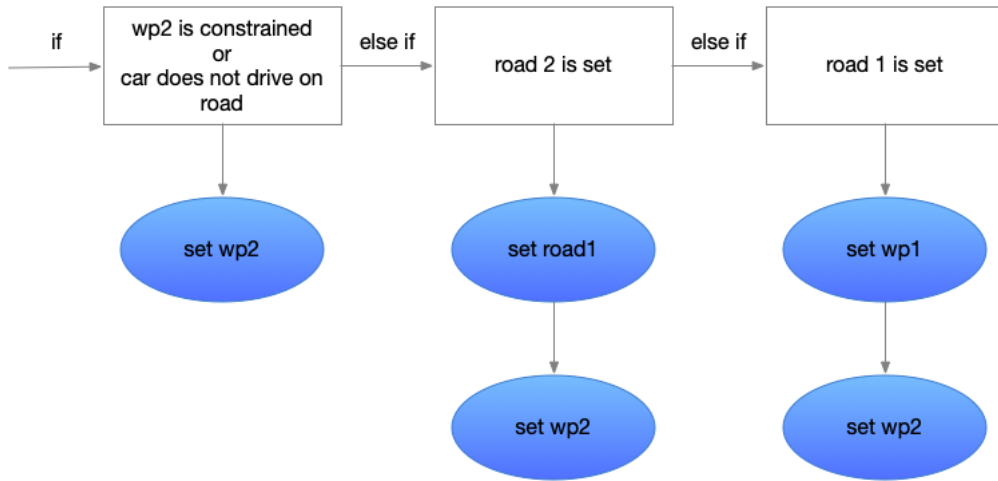 if
wp2 is constrained
or
car does not drive on
road
else if
road 2 is set
else if
road 1 is set
set wp2
set road1
set wp1
set wp2
set wp2